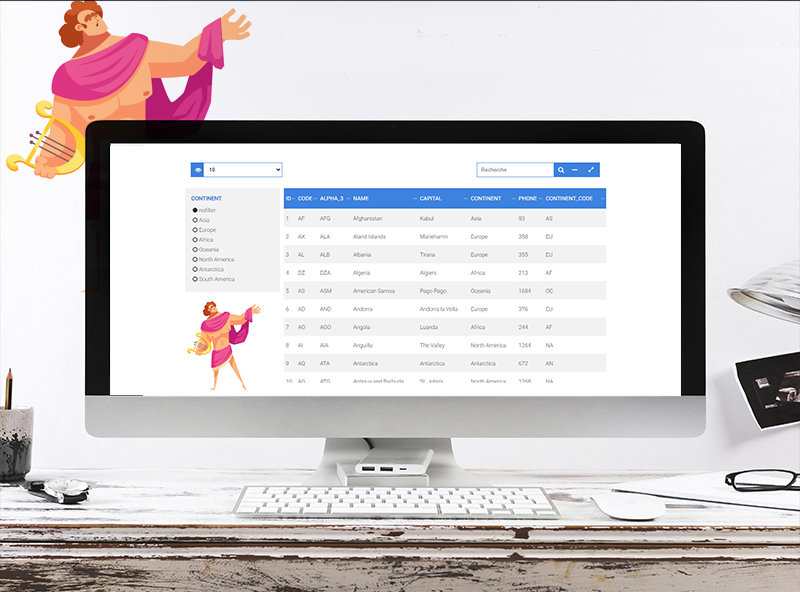 10
Recherche
CONTINENT
nofilter
Asia
Europe
Africa
Oceania
North America
Antarctica
South America
ID CODE ALPHA_3 NAME CAPITAL CONTINENT PHONE CONTINENT_CODE
1 AF AFG Afghanistan Kabul Asia 93 AS
2 AX ALA Aland Islands Mariehamn Europe 358 EU
3 AL ALB Albania Tirana Europe 355 EU
4 DZ DZA Algeria Algiers Africa 213 AF
5 AS ASM American Samoa Pago Pago Oceania 1684 OC
6 AD AND Andorra Andorra la Vella Europe 376 EU
7 AO AGO Angola Luanda Africa 244 AF
8 AI AIA Anguilla The Valley North America 1264 NA
9 AQ ATA Antarctica Antarctica Antarctica 672 AN
10 AG ATG Antigua and Barbuda St. John's North America 1268 NA